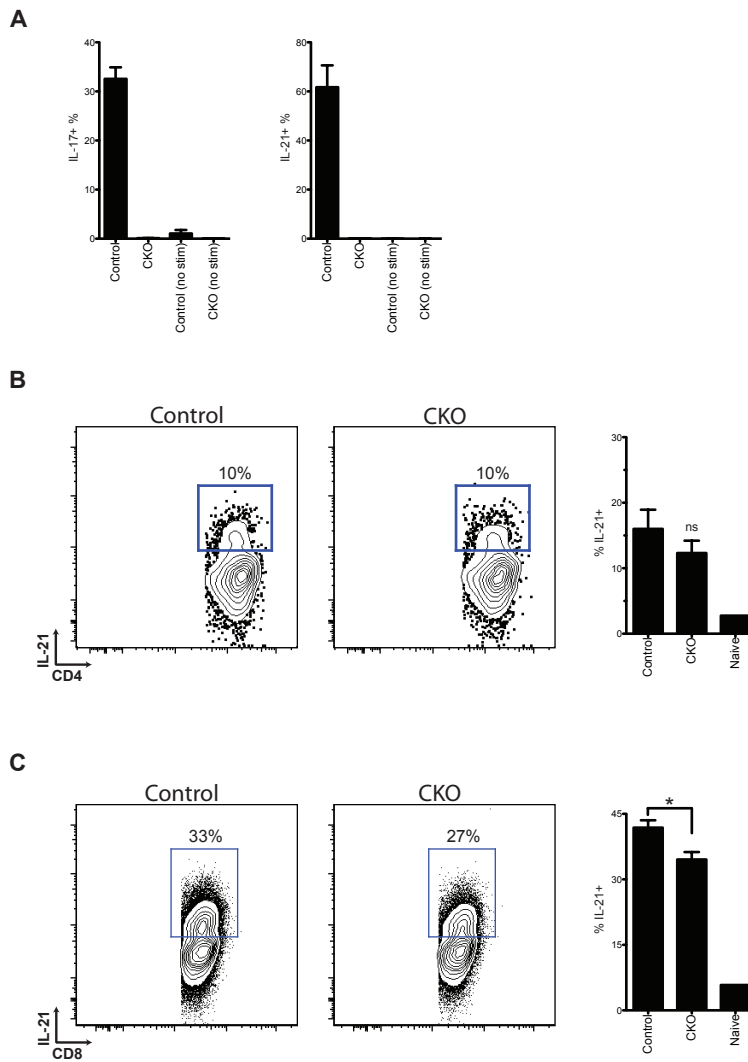 A
IL-17+ %
40
30
20
10
0
Control
CKO
Control (no stim)
CKO (no stim)
IL-21+ %
80
60
40
20
0
Control
CKO
Control (no stim)
CKO (no stim)
B
Control
10%
IL-21
CD4
CKO
10%
% IL-21+
30
20
10
0
ns
Control
CKO
Naive
C
Control
33%
IL-21
CD8
CKO
27%
% IL-21+
45
30
15
0
*
Control
CKO
Naive